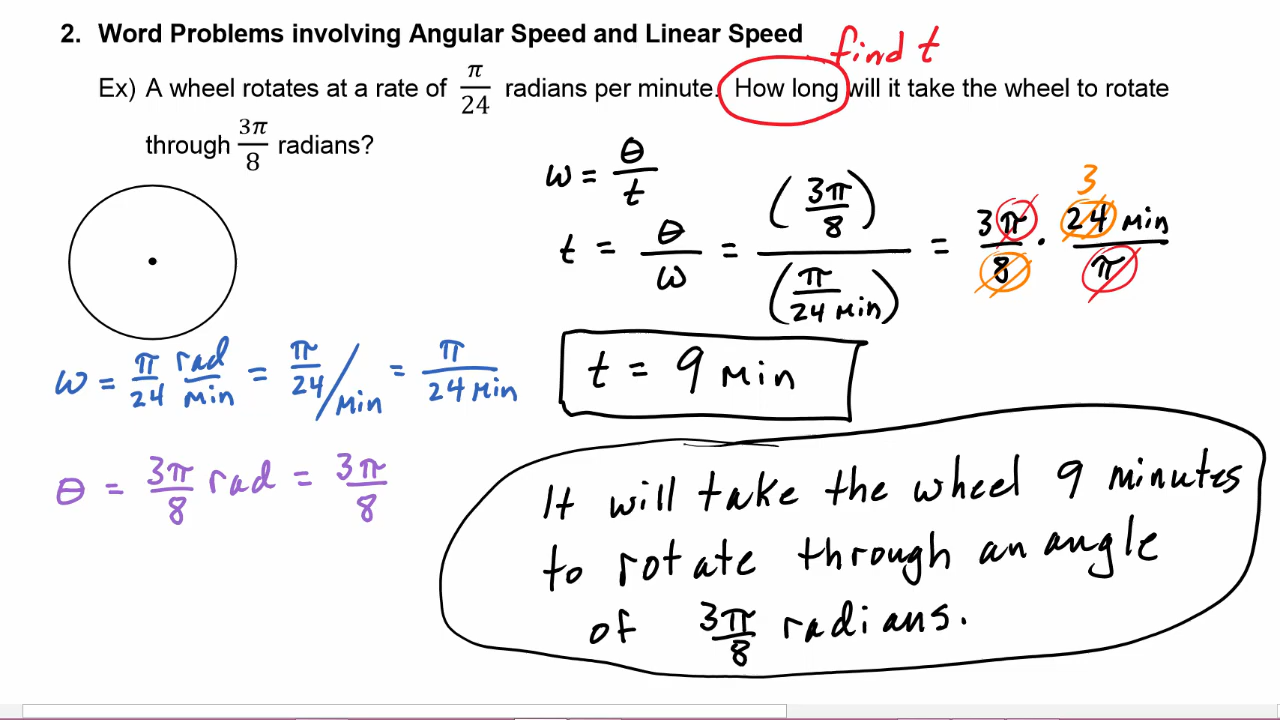 2. Word Problems involving Angular Speed and Linear Speed
find t
Ex) A wheel rotates at a rate of π/24 radians per minute. How long will it take the wheel to rotate
through 3π/8 radians?
ω = θ/t
t = θ/ω = (3π/8)/(π/24 min) = 3π/8 · 24 min/π
3
t = 9 min
ω = π/24 rad/min = π/24/min = π/24 min
θ = 3π/8 rad = 3π/8
It will take the wheel 9 minutes
to rotate through an angle
of 3π/8 radians.